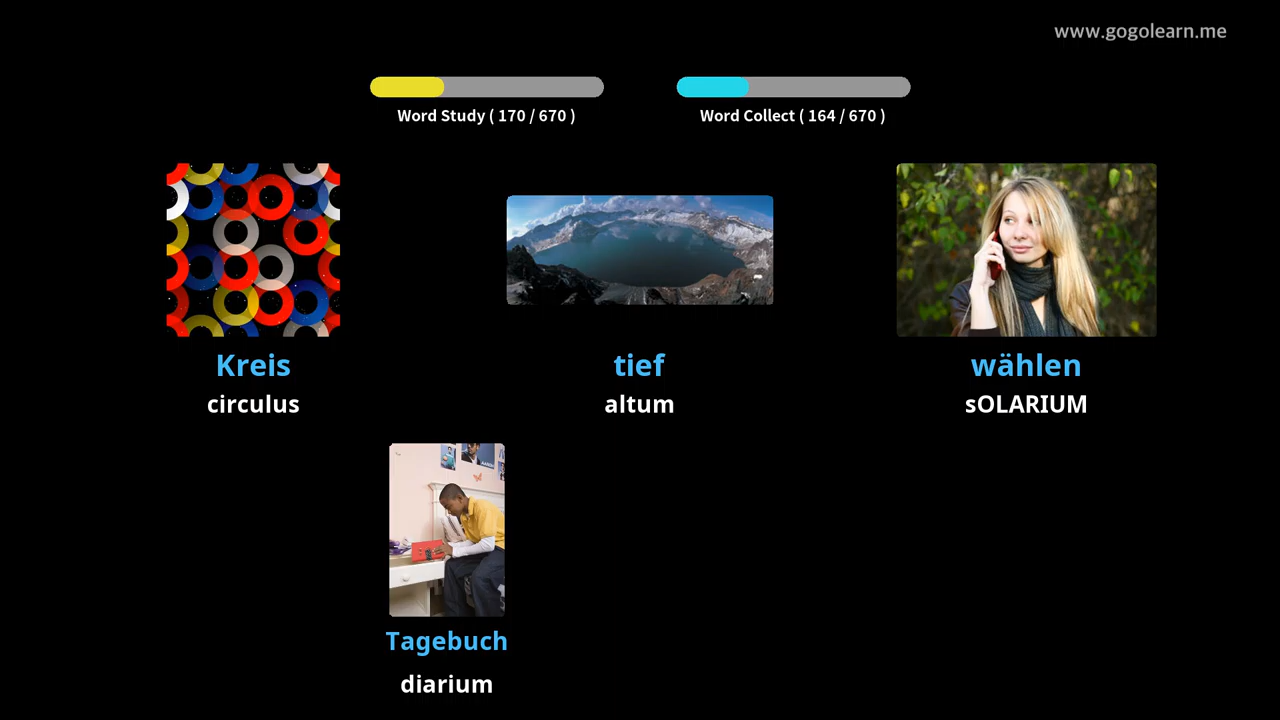 www.gogolearn.me
Word Study ( 170 / 670 )
Word Collect ( 164 / 670 )
Kreis
circulus
tief
altum
wählen
sOLARIUM
Tagebuch
diarium